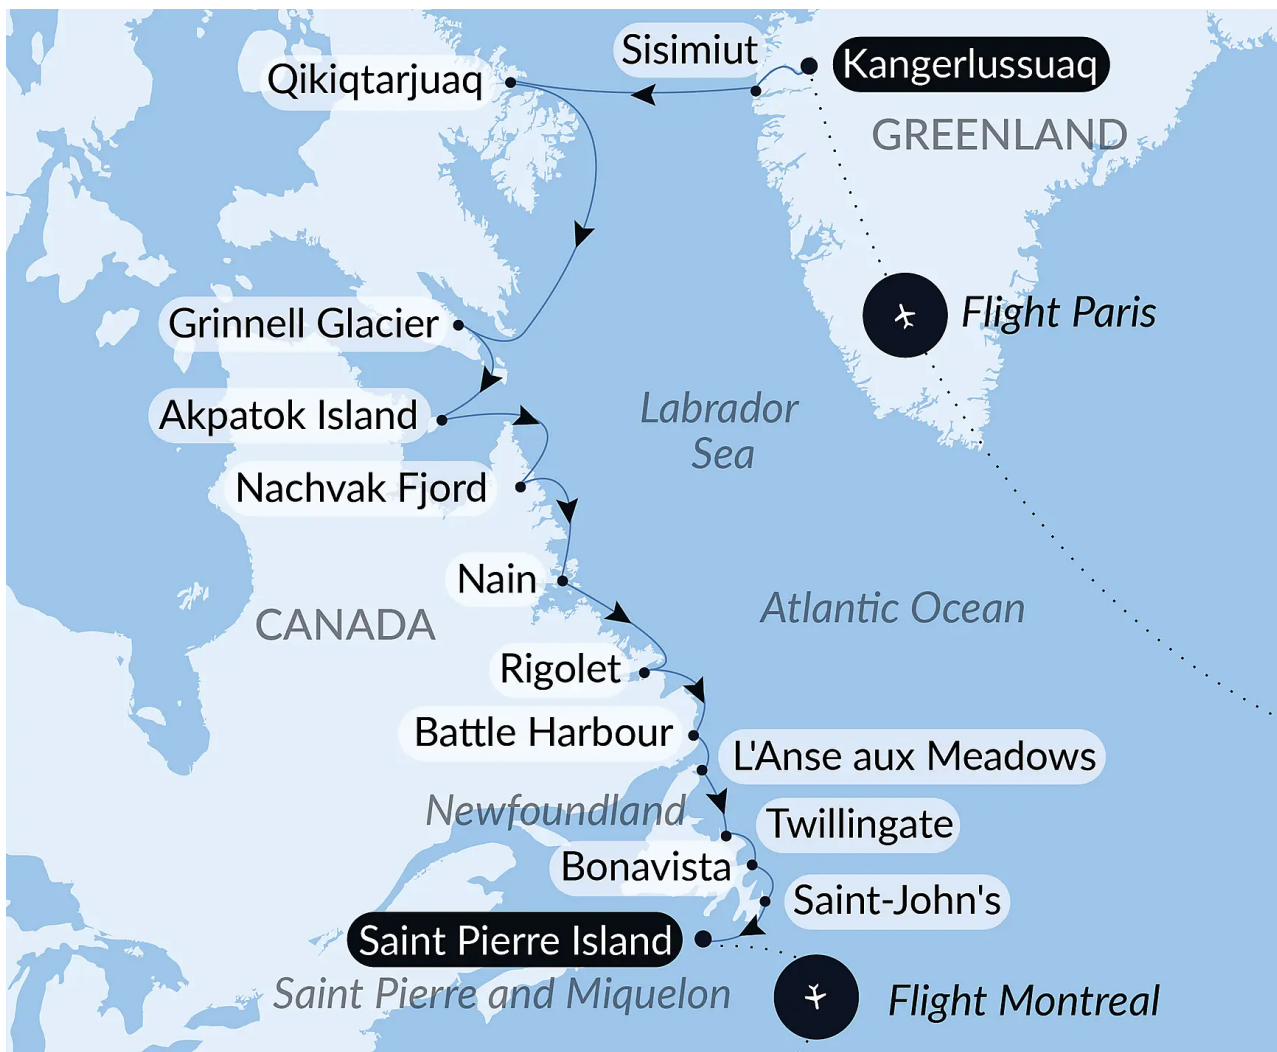 Sisimiut
Kangerlussuaq
Qikiqtarjuaq
GREENLAND
Flight Paris
Grinnell Glacier
Akpatok Island
Labrador
Sea
Nachvak Fjord
Nain
CANADA
Atlantic Ocean
Rigolet
Battle Harbour
L'Anse aux Meadows
Newfoundland
Twillingate
Bonavista
Saint-John's
Saint Pierre Island
Saint Pierre and Miquelon
Flight Montreal